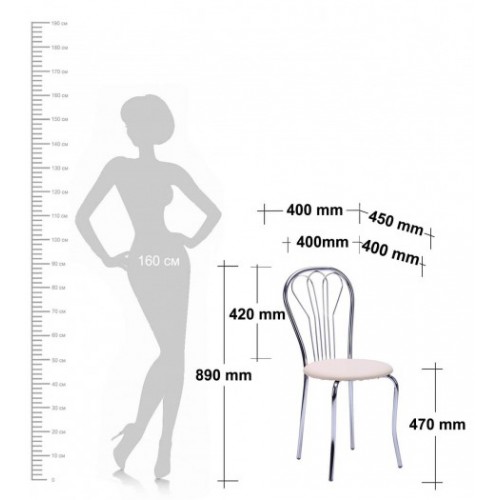 190 см
180 см
170 см
160 см
150 см
140 см
130 см
120 см
110 см
100 см
90 см
80 см
70 см
60 см
50 см
40 см
30 см
20 см
10 см
0
160 см
400 mm
450 mm
400mm
400 mm
420 mm
890 mm
470 mm